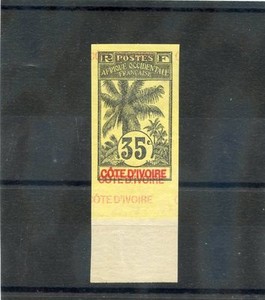 R POSTES F
AFRIQUE OCCIDENTALE
FRANÇAISE
35c
CÔTE D'IVOIRE
CÔTE D'IVOIRE
CÔTE D'IVOIRE